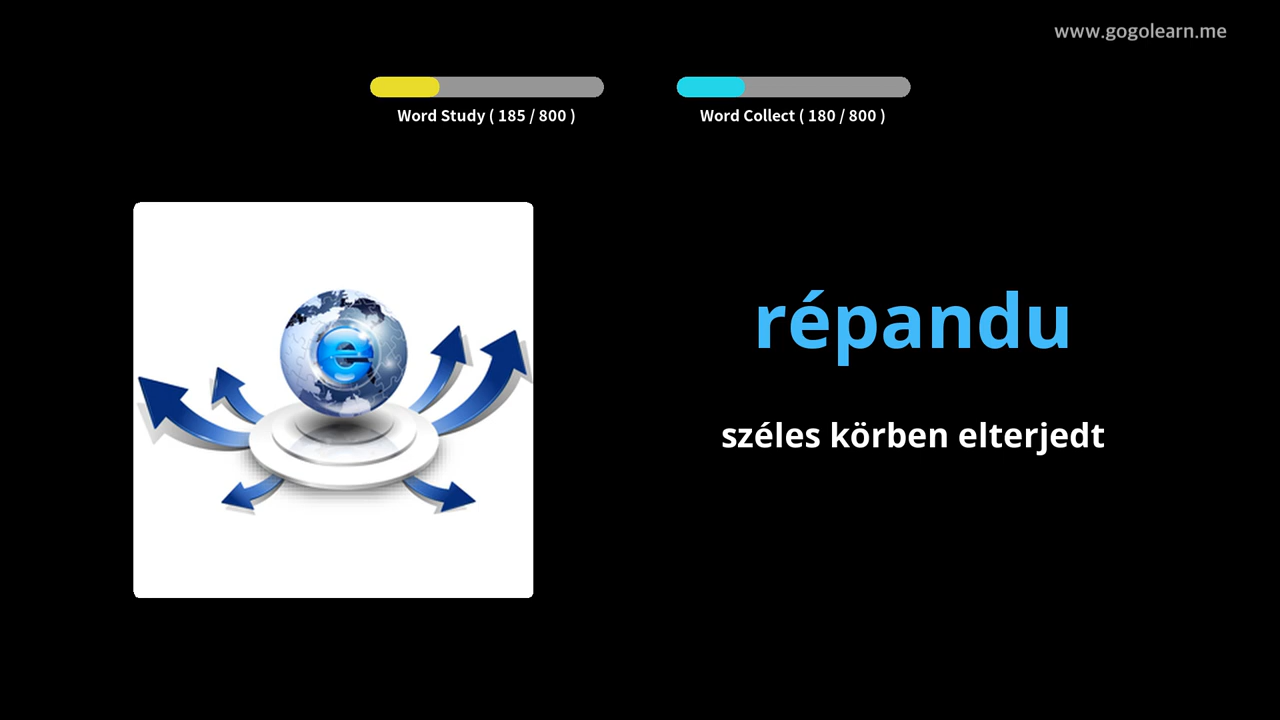 www.gogolearn.me
Word Study ( 185 / 800 )
Word Collect ( 180 / 800 )
e
répandu
széles körben elterjedt